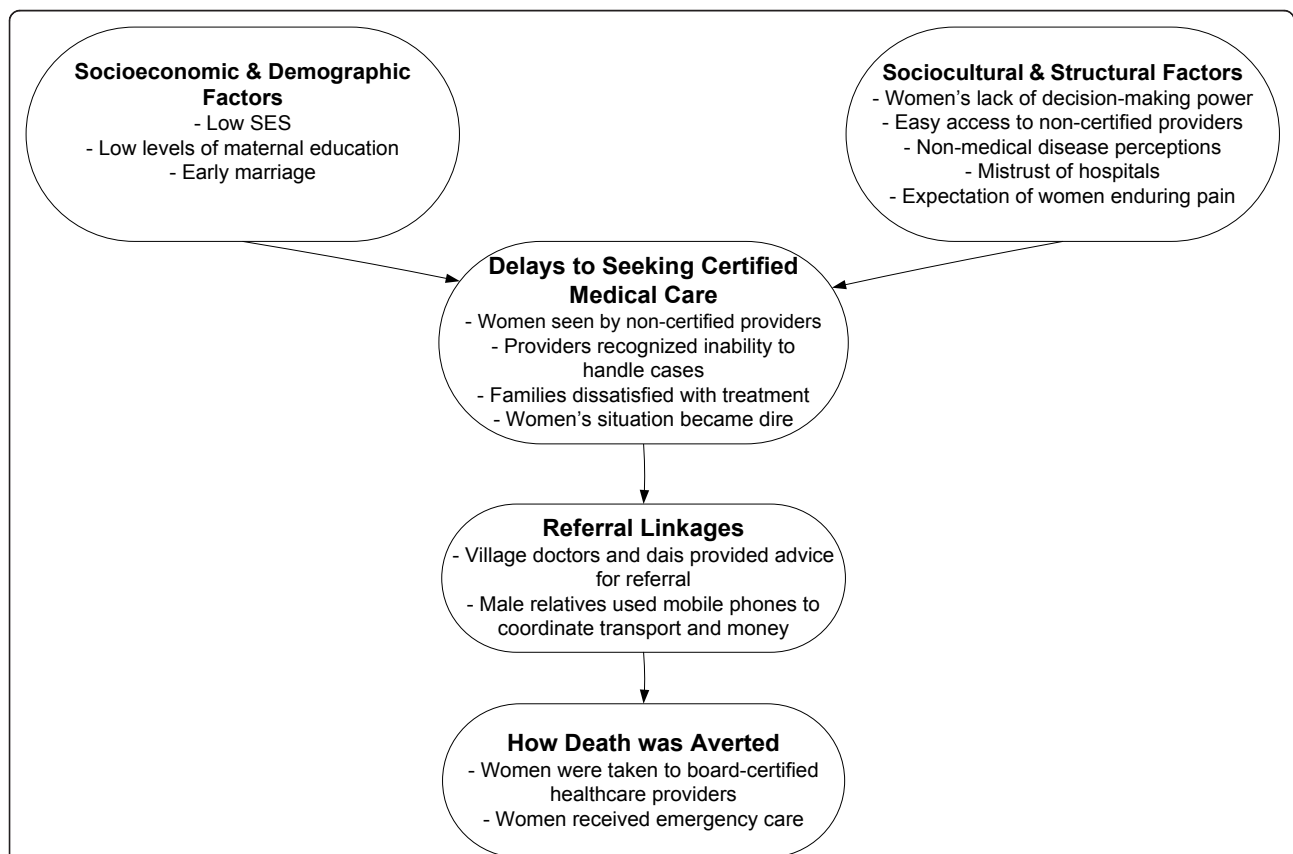 Socioeconomic & Demographic
Factors
- Low SES
- Low levels of maternal education
- Early marriage
Sociocultural & Structural Factors
- Women’s lack of decision-making power
- Easy access to non-certified providers
- Non-medical disease perceptions
- Mistrust of hospitals
- Expectation of women enduring pain
Delays to Seeking Certified
Medical Care
- Women seen by non-certified providers
- Providers recognized inability to
handle cases
- Families dissatisfied with treatment
- Women’s situation became dire
Referral Linkages
- Village doctors and dais provided advice
for referral
- Male relatives used mobile phones to
coordinate transport and money
How Death was Averted
- Women were taken to board-certified
healthcare providers
- Women received emergency care